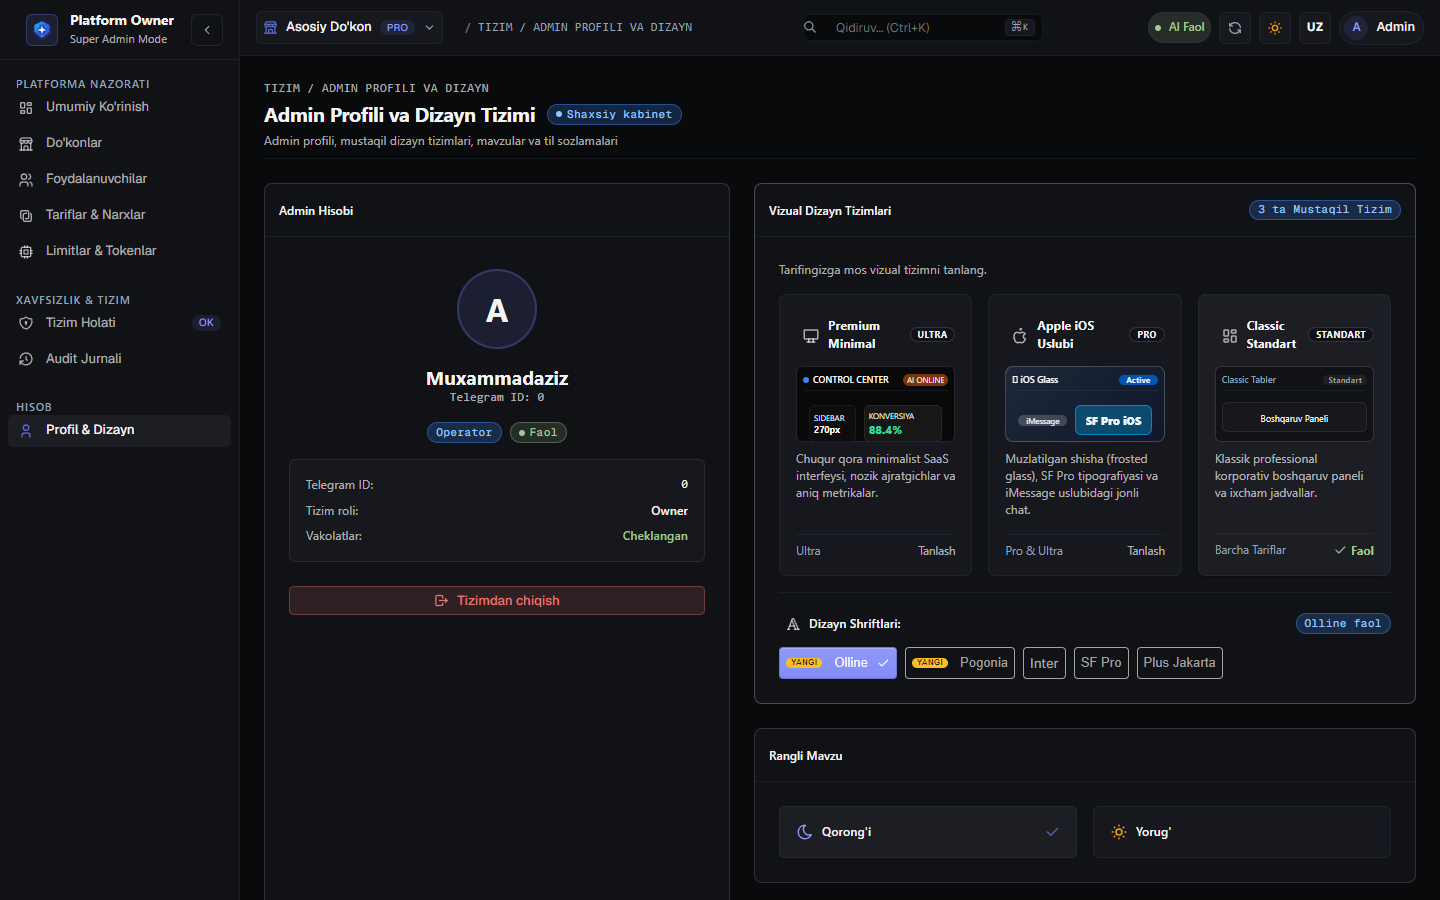 Platform Owner
Super Admin Mode
PLATFORMA NAZORATI
Umumiy Ko'rinish
Do'konlar
Foydalanuvchilar
Tariflar & Narxlar
Limitlar & Tokenlar
XAVFSIZLIK & TIZIM
Tizim Holati OK
Audit Jurnali
HISOB
Profil & Dizayn
Asosiy Do'kon PRO
/ TIZIM / ADMIN PROFILI VA DIZAYN
Qidiruv... (Ctrl+K) ⌘K
AI Faol
UZ
A Admin
TIZIM / ADMIN PROFILI VA DIZAYN
Admin Profili va Dizayn Tizimi Shaxsiy kabinet
Admin profili, mustaqil dizayn tizimlari, mavzular va til sozlamalari
Admin Hisobi
A
Muxammadaziz
Telegram ID: 0
Operator Faol
Telegram ID: 0
Tizim roli: Owner
Vakolatlar: Cheklangan
Tizimdan chiqish
Vizual Dizayn Tizimlari 3 ta Mustaqil Tizim
Tarifingizga mos vizual tizimni tanlang.
Premium Minimal ULTRA
CONTROL CENTER AI ONLINE
SIDEBAR
270px
KONVERSIYA
88.4%
Chuqur qora minimalist SaaS
interfeysi, nozik ajratgichlar va
aniq metrikalar.
Ultra Tanlash
Apple iOS Uslubi PRO
iOS Glass Active
iMessage SF Pro iOS
Muzlatilgan shisha (frosted
glass), SF Pro tipografiyasi va
iMessage uslubidagi jonli
chat.
Pro & Ultra Tanlash
Classic Standart STANDART
Classic Tabler Standart
Boshqaruv Paneli
Klassik professional
korporativ boshqaruv paneli
va ixcham jadvallar.
Barcha Tariflar Faol
Dizayn Shriftlari: Olline faol
YANGI Olline
YANGI Pogonia
Inter
SF Pro
Plus Jakarta
Rangli Mavzu
Qorong'i
Yorug'